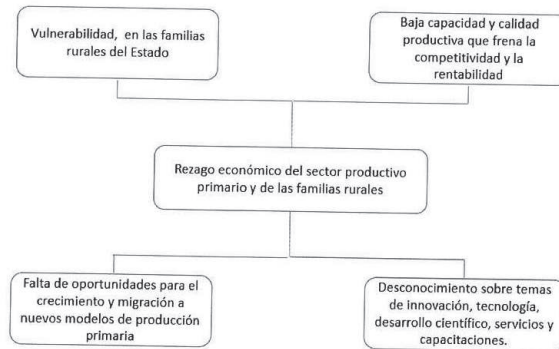 Vulnerabilidad, en las familias
rurales del Estado
Baja capacidad y calidad
productiva que frena la
competitividad y la
rentabilidad
Rezago económico del sector productivo
primario y de las familias rurales
Falta de oportunidades para el
crecimiento y migración a
nuevos modelos de producción
primaria
Desconocimiento sobre temas
de innovación, tecnología,
desarrollo científico, servicios y
capacitaciones.